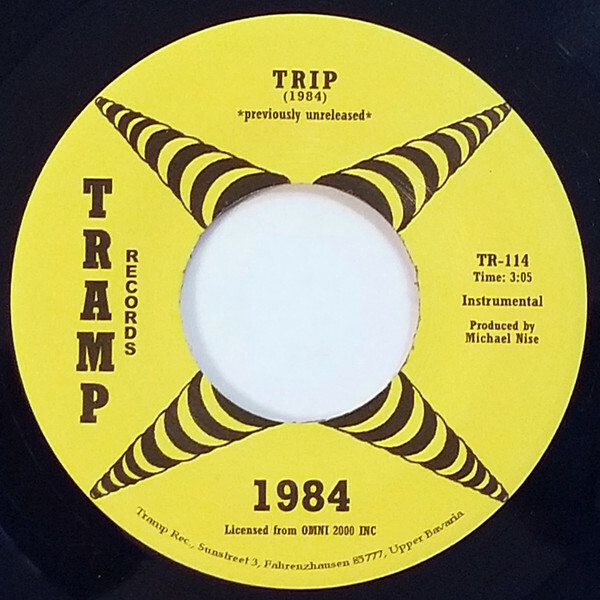 TRIP
(1984)
*previously unreleased*
TRAMP
RECORDS
TR-114
Time: 3:05
Instrumental
Produced by
Michael Nise
1984
Licensed from OMNI 2000 INC
Tramp Rec., Sunstreet 3, Fahrenzhausen 85777, Upper Bavaria